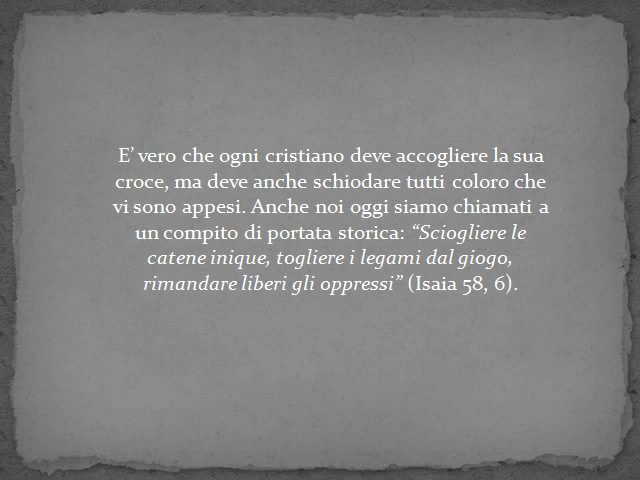 E’ vero che ogni cristiano deve accogliere la sua
croce, ma deve anche schiodare tutti coloro che
vi sono appesi. Anche noi oggi siamo chiamati a
un compito di portata storica: “Sciogliere le
catene inique, togliere i legami dal giogo,
rimandare liberi gli oppressi” (Isaia 58, 6).